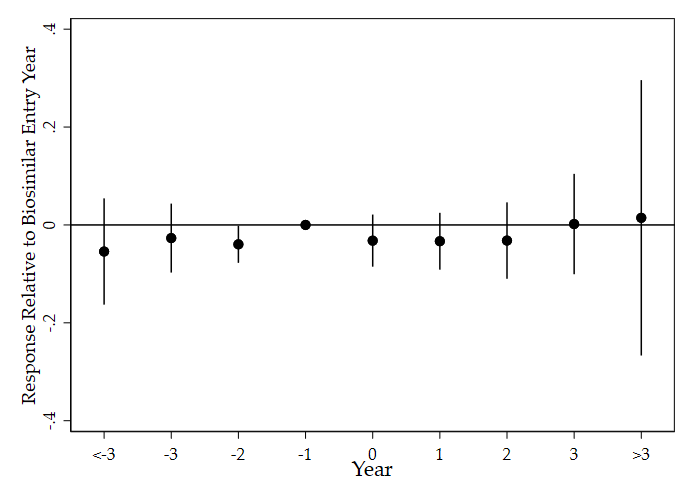 Response Relative to Biosimilar Entry Year
.4
.2
0
-.2
-.4
<-3 -3 -2 -1 0 1 2 3 >3
Year